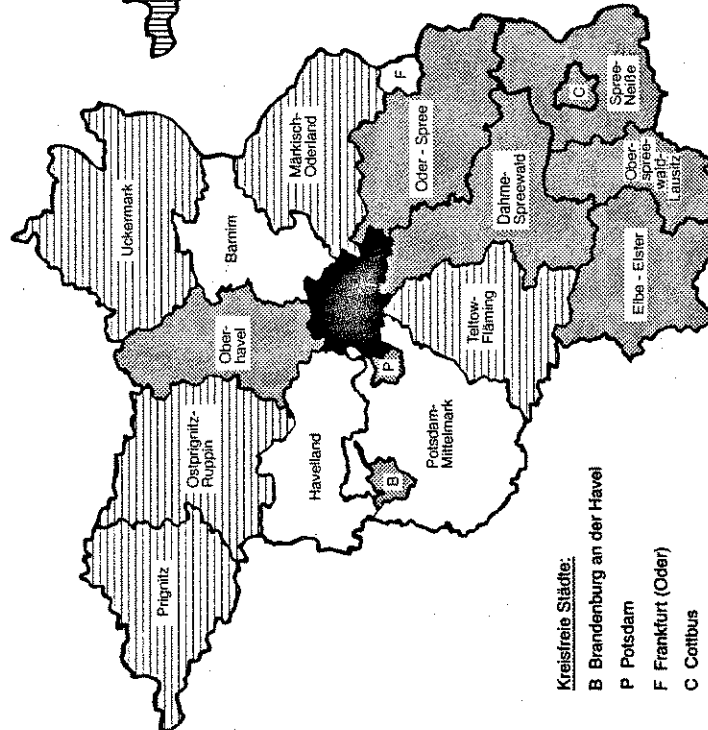 Uckermark
Prignitz
Ostprignitz-
Ruppin
Ober-
havel
Barnim
Märkisch-
Oderland
Havelland
F
Oder - Spree
P
B
Potsdam-
Mittelmark
Teltow-
Fläming
Dahme-
Spreewald
C
Spree-
Neiße
Ober-
spree-
wald-
Lausitz
Elbe - Elster
Kreisfreie Städte:
B Brandenburg an der Havel
P Potsdam
F Frankfurt (Oder)
C Cottbus